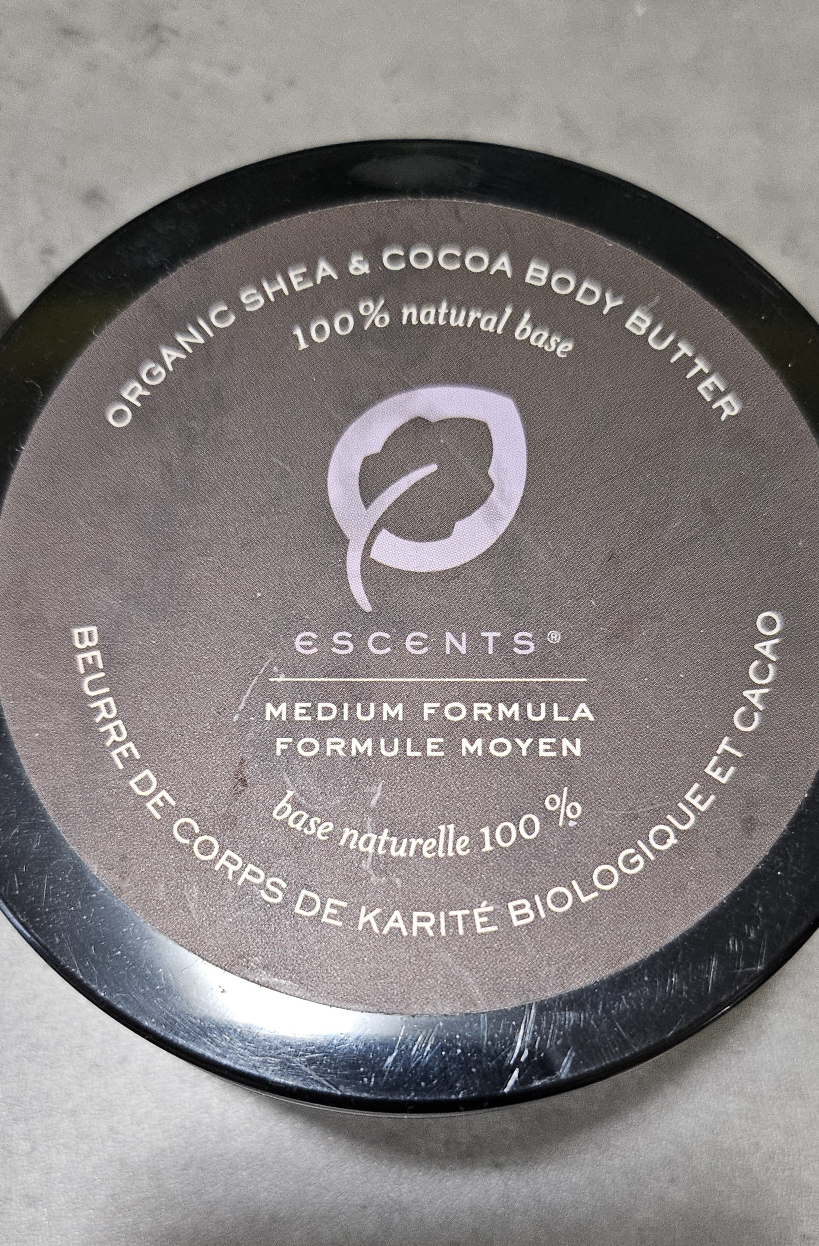 ORGANIC SHEA & COCOA BODY BUTTER
100% natural base
ESCENTS®
MEDIUM FORMULA
FORMULE MOYEN
base naturelle 100 %
BEURRE DE CORPS DE KARITÉ BIOLOGIQUE ET CACAO